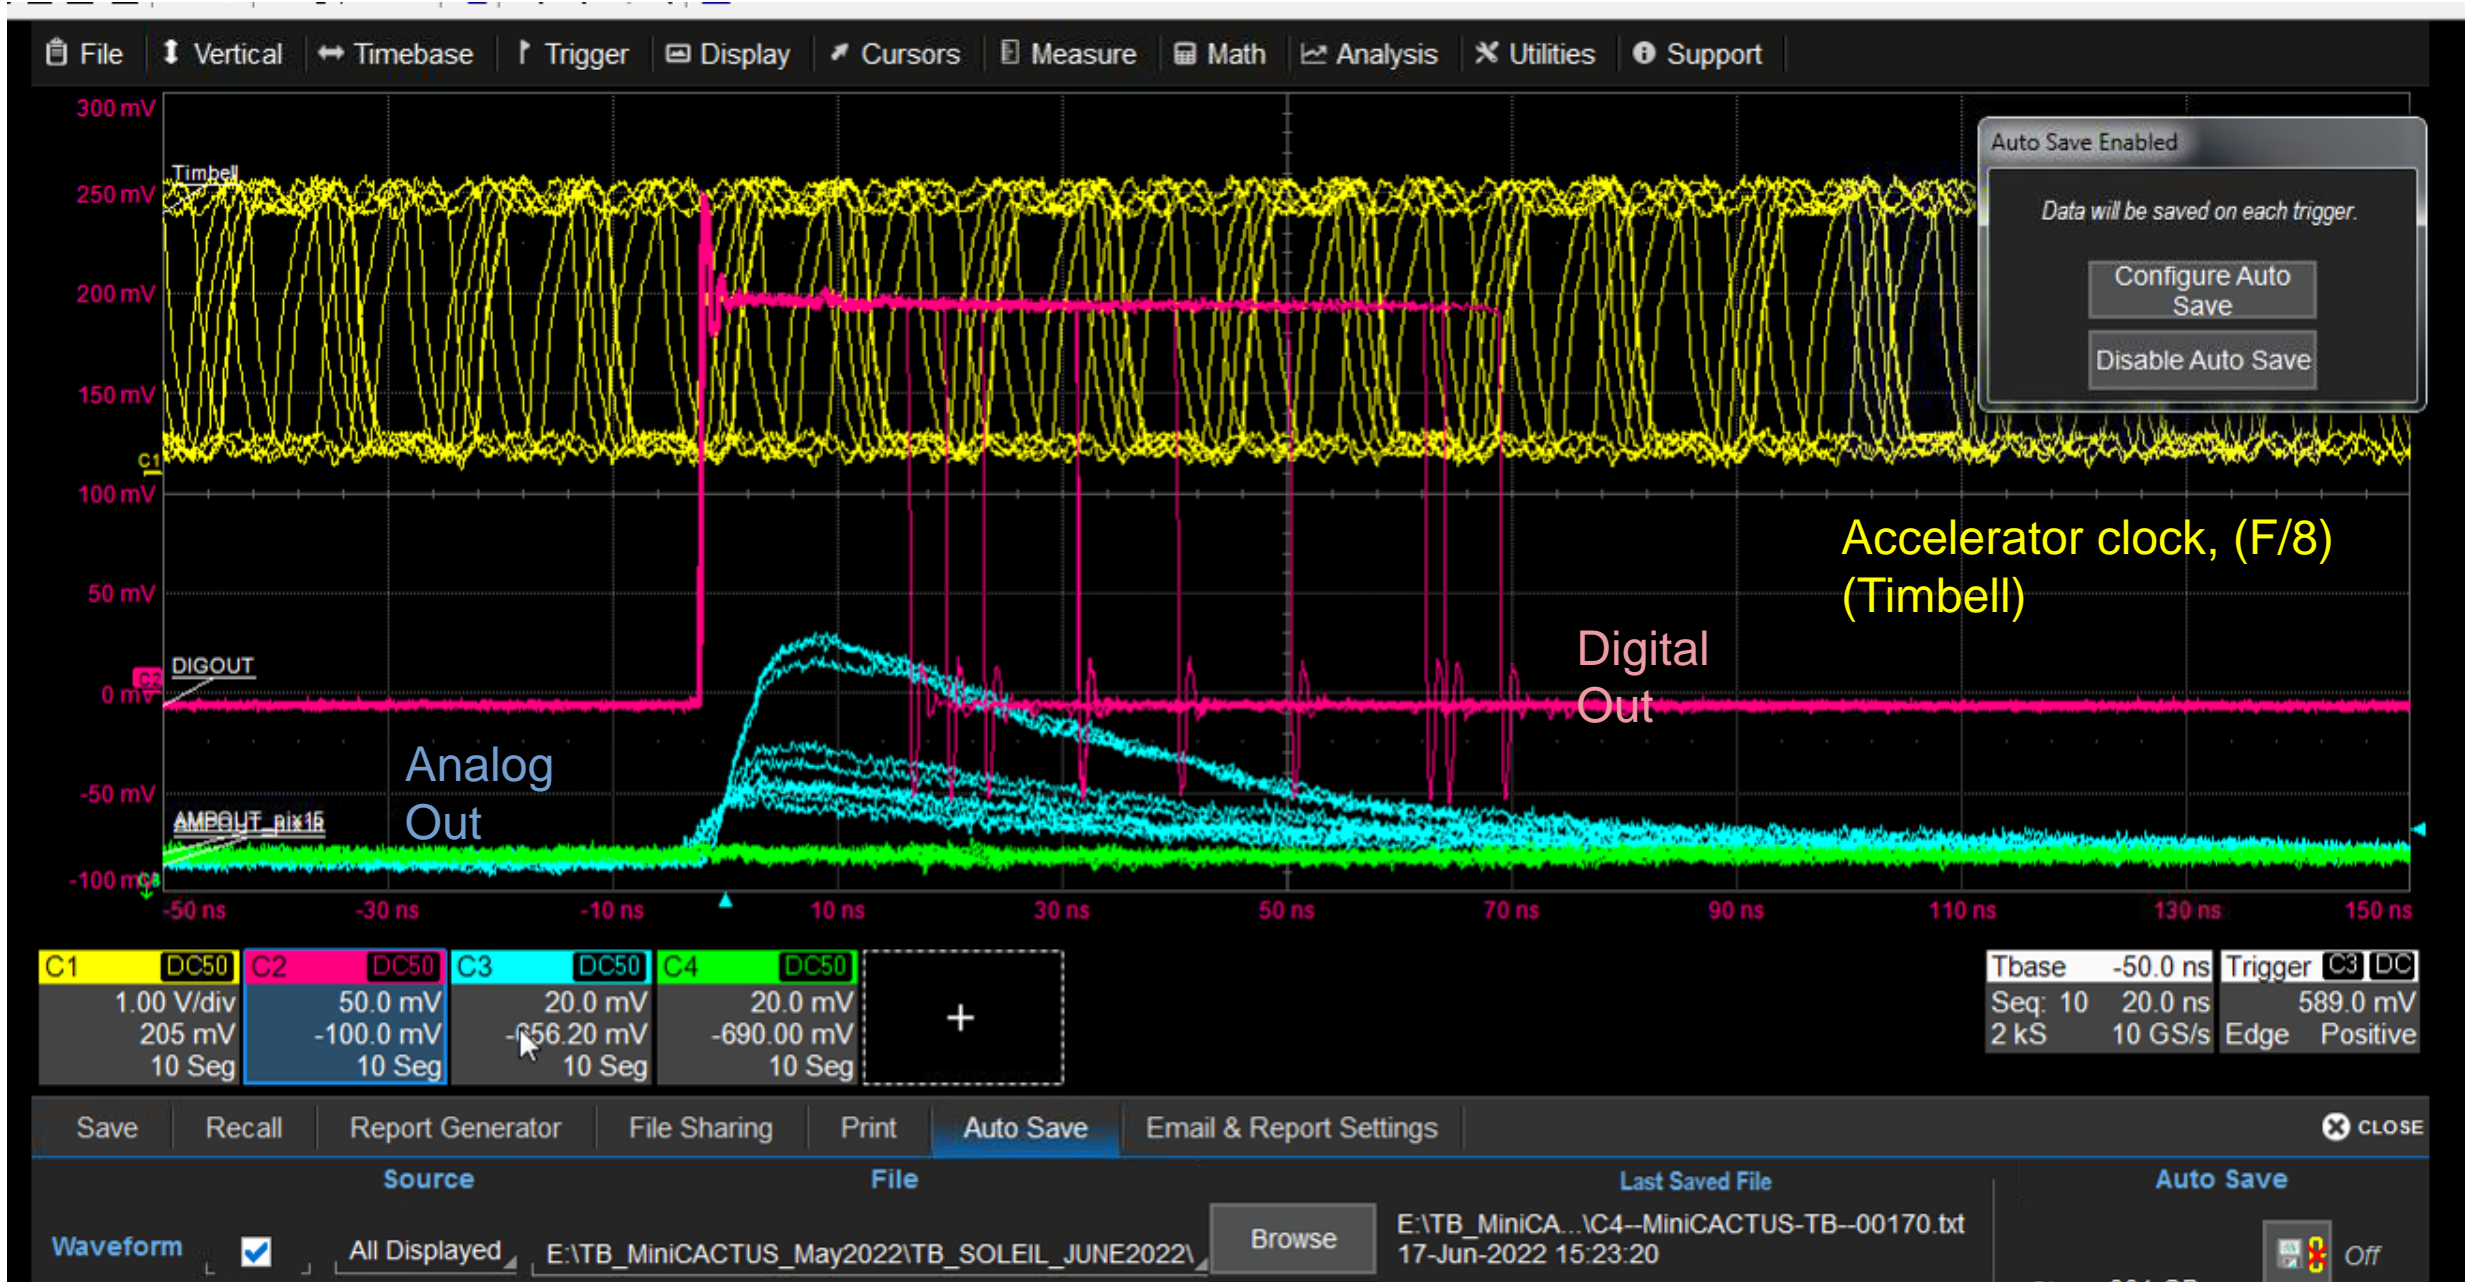 File Vertical Timebase Trigger Display Cursors Measure Math Analysis Utilities Support
300 mV
Timbell
250 mV
200 mV
150 mV
C1
100 mV
50 mV
DIGOUT
C2
0 mV
-50 mV
AMPOUT_pix15
-100 mV
Auto Save Enabled
Data will be saved on each trigger.
Configure Auto
Save
Disable Auto Save
Accelerator clock, (F/8)
(Timbell)
Digital
Out
Analog
Out
-50 ns -30 ns -10 ns 10 ns 30 ns 50 ns 70 ns 90 ns 110 ns 130 ns 150 ns
C1 DC50
1.00 V/div
205 mV
10 Seg
C2 DC50
50.0 mV
-100.0 mV
10 Seg
C3 DC50
20.0 mV
-656.20 mV
10 Seg
C4 DC50
20.0 mV
-690.00 mV
10 Seg
+
Tbase -50.0 ns
Seq: 10 20.0 ns
2 kS 10 GS/s
Trigger C3 DC
589.0 mV
Edge Positive
Save Recall Report Generator File Sharing Print Auto Save Email & Report Settings CLOSE
Source File Last Saved File Auto Save
Waveform All Displayed E:\TB_MiniCACTUS_May2022\TB_SOLEIL_JUNE2022\ Browse
E:\TB_MiniCA...\C4--MiniCACTUS-TB--00170.txt
17-Jun-2022 15:23:20
Off